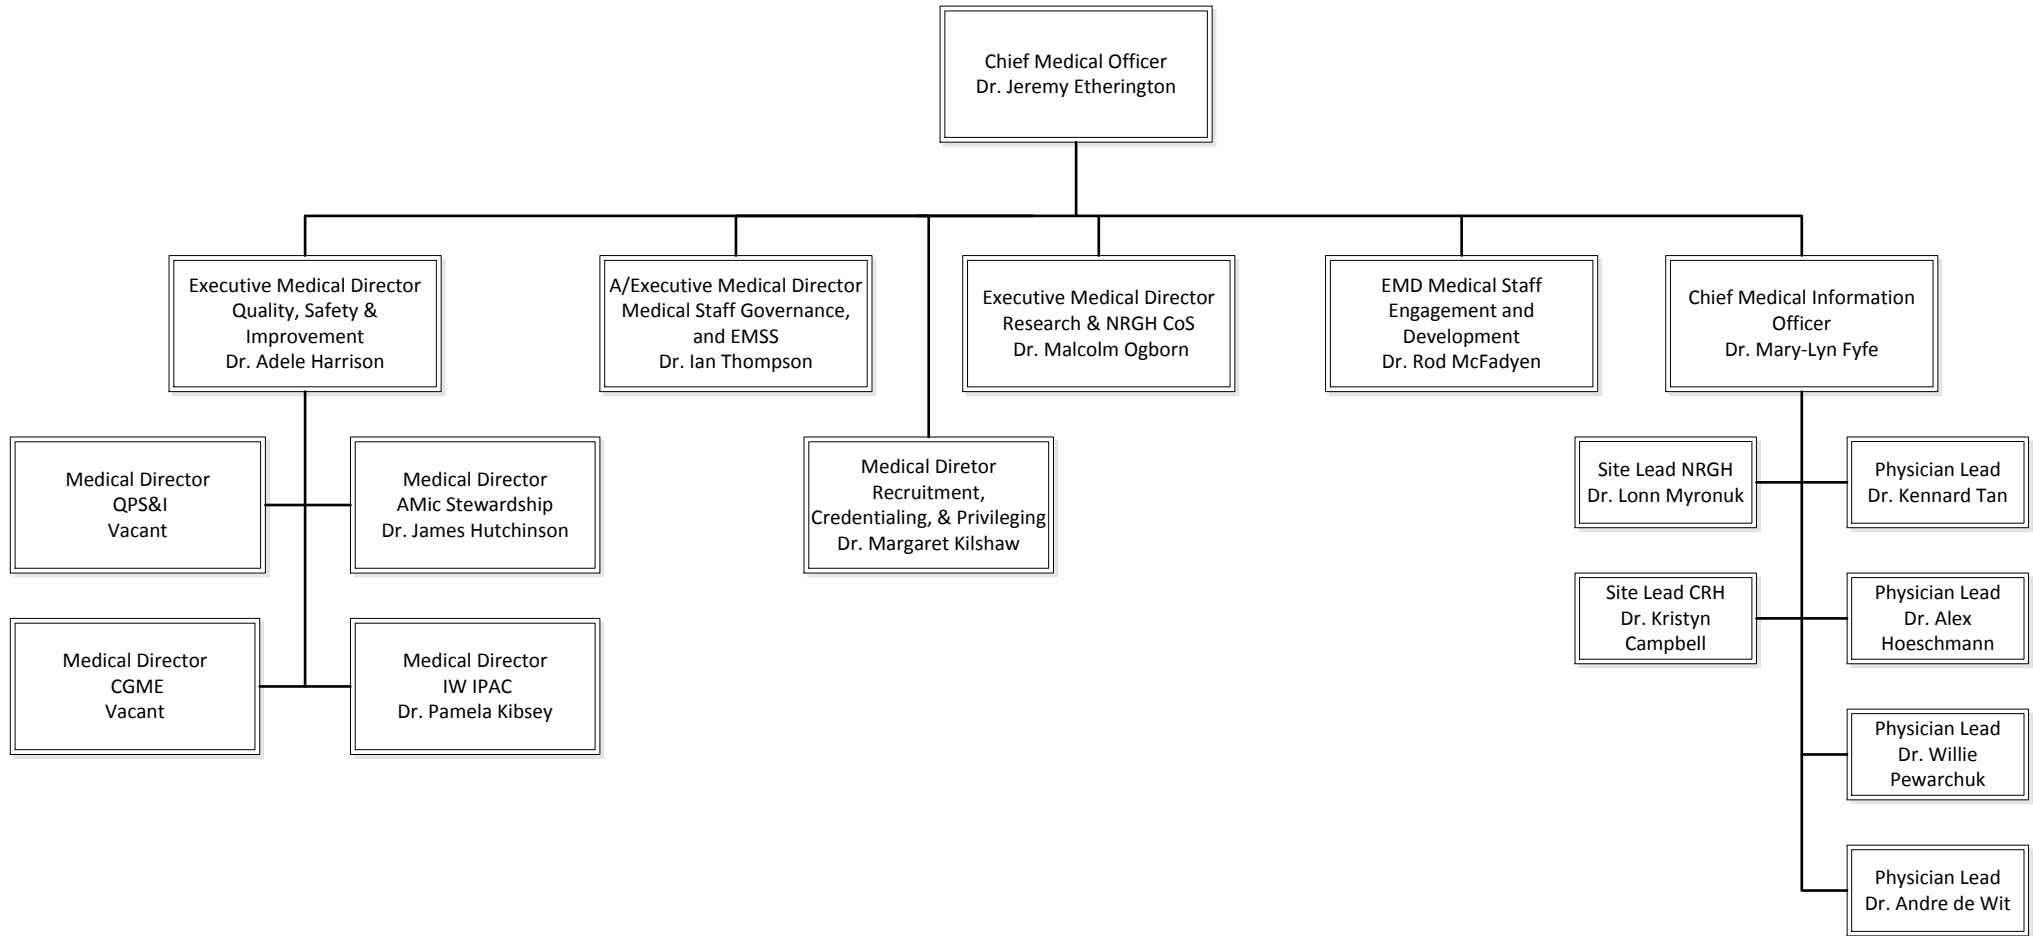 Chief Medical Officer
Dr. Jeremy Etherington
Executive Medical Director
Quality, Safety &
Improvement
Dr. Adele Harrison
A/Executive Medical Director
Medical Staff Governance,
and EMSS
Dr. Ian Thompson
Executive Medical Director
Research & NRGH CoS
Dr. Malcolm Ogborn
EMD Medical Staff
Engagement and
Development
Dr. Rod McFadyen
Chief Medical Information
Officer
Dr. Mary-Lyn Fyfe
Medical Director
QPS&I
Vacant
Medical Director
AMic Stewardship
Dr. James Hutchinson
Medical Diretor
Recruitment,
Credentialing, & Privileging
Dr. Margaret Kilshaw
Site Lead NRGH
Dr. Lonn Myronuk
Physician Lead
Dr. Kennard Tan
Site Lead CRH
Dr. Kristyn
Campbell
Physician Lead
Dr. Alex
Hoeschmann
Medical Director
CGME
Vacant
Medical Director
IW IPAC
Dr. Pamela Kibsey
Physician Lead
Dr. Willie
Pewarchuk
Physician Lead
Dr. Andre de Wit